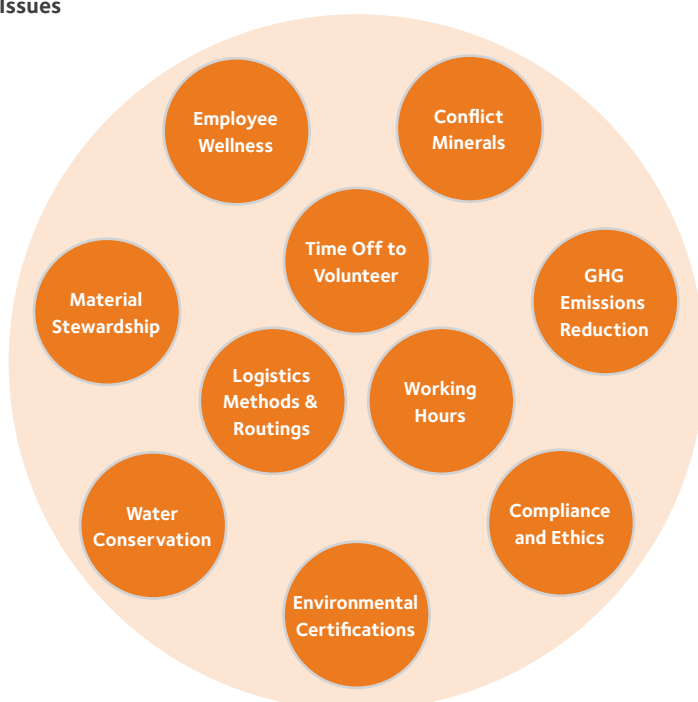 Issues
Employee
Wellness
Conflict
Minerals
Time Off to
Volunteer
GHG
Emissions
Reduction
Material
Stewardship
Logistics
Methods &
Routings
Working
Hours
Water
Conservation
Compliance
and Ethics
Environmental
Certifications